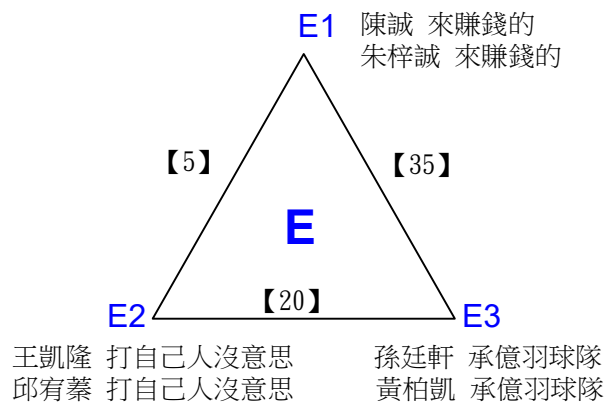 E1 陳誠 來賺錢的
朱梓誠 來賺錢的
【5】 【35】
E
【20】
E2 E3
王凱隆 打自己人沒意思 孫廷軒 承億羽球隊
邱宥蓁 打自己人沒意思 黃柏凱 承億羽球隊